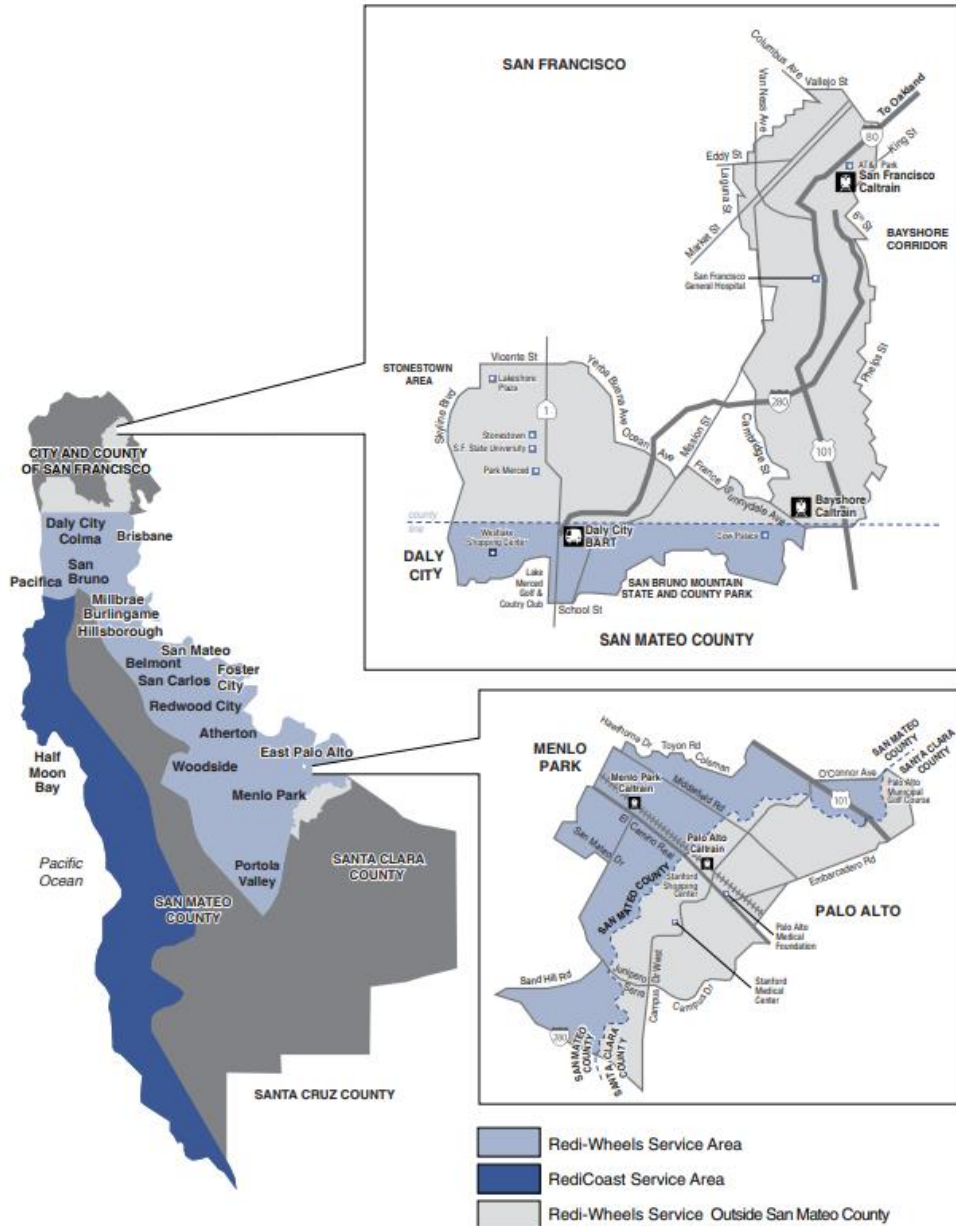 SAN FRANCISCO
Columbus Ave
Van Ness Ave
Vallejo St
To Oakland
80
King St
Eddy St
Laguna St
AT&T Park
San Francisco
Caltrain
Market St
6th St
BAYSHORE
CORRIDOR
San Francisco
General Hospital
Phelps St
Vicente St
Yerba Buena Ave
STONESTOWN
AREA
Lakeshore
Plaza
Skyline Blvd
1
280
Ocean Ave
Mission St
Cambridge St
Stonestown
S.F. State University
Park Merced
101
France
Sunnydale Ave
Bayshore
Caltrain
county
line
Daly City
BART
Westlake
Shopping Center
Cow Palace
DALY
CITY
Lake
Merced
Golf &
Coutry Club
SAN BRUNO MOUNTAIN
STATE AND COUNTY PARK
School St
SAN MATEO COUNTY
CITY AND COUNTY
OF SAN FRANCISCO
Daly City
Colma
Brisbane
San
Bruno
Pacifica
Millbrae
Burlingame
Hillsborough
San Mateo
Belmont
Foster
City
San Carlos
Redwood City
Atherton
East Palo Alto
Woodside
Half
Moon
Bay
Menlo Park
Pacific
Ocean
Portola
Valley
SANTA CLARA
COUNTY
SAN MATEO
COUNTY
SANTA CRUZ COUNTY
MENLO
PARK
Hawthorne Dr
Toyon Rd
Coleman
SAN MATEO
COUNTY
SANTA CLARA
COUNTY
O'Connor Ave
Menlo Park
Caltrain
Middlefield Rd
101
Palo Alto
Municipal
Golf Course
El Camino Real
San Mateo Dr
Palo Alto
Caltrain
Embarcadero Rd
Stanford
Shopping
Center
SAN MATEO COUNTY
PALO ALTO
Palo Alto
Medical
Foundation
Sand Hill Rd
Junipero
Serra
Campus Dr West
Campus Dr
Stanford
Medical
Center
280
SAN MATEO
COUNTY
SANTA CLARA
COUNTY
Redi-Wheels Service Area
RediCoast Service Area
Redi-Wheels Service Outside San Mateo County